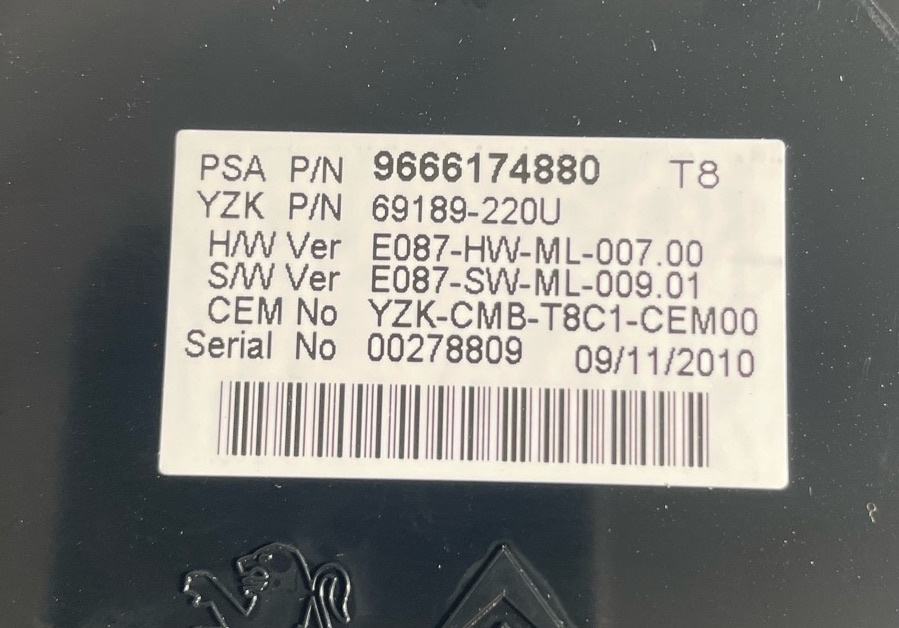 PSA P/N 9666174880 T8
YZK P/N 69189-220U
H/W Ver E087-HW-ML-007.00
S/W Ver E087-SW-ML-009.01
CEM No YZK-CMB-T8C1-CEM00
Serial No 00278809 09/11/2010